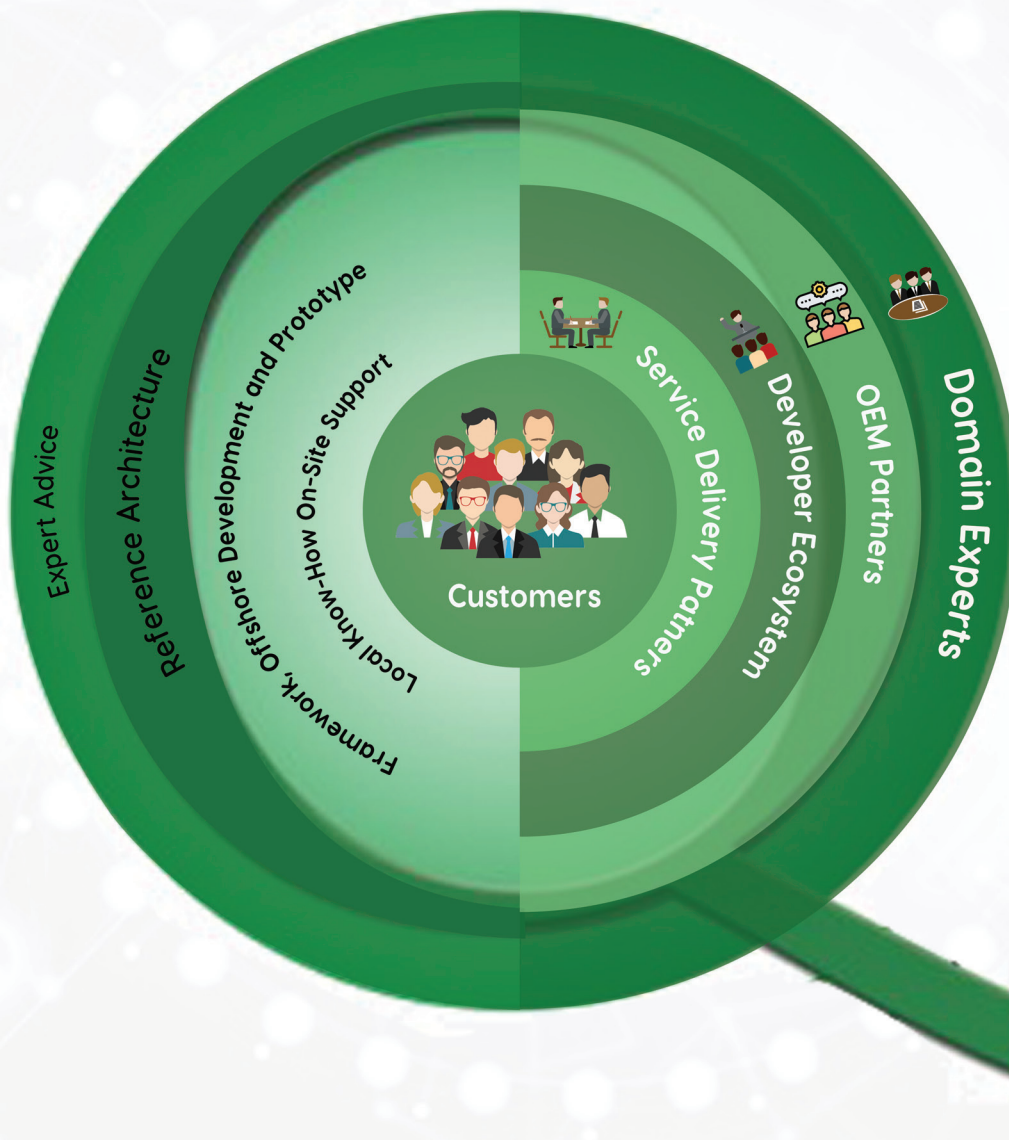 Expert Advice
Reference Architecture
Framework, Offshore Development and Prototype
Local Know-How On-Site Support
Customers
Service Delivery Patners
Developer Ecosystem
OEM Partners
Domain Experts